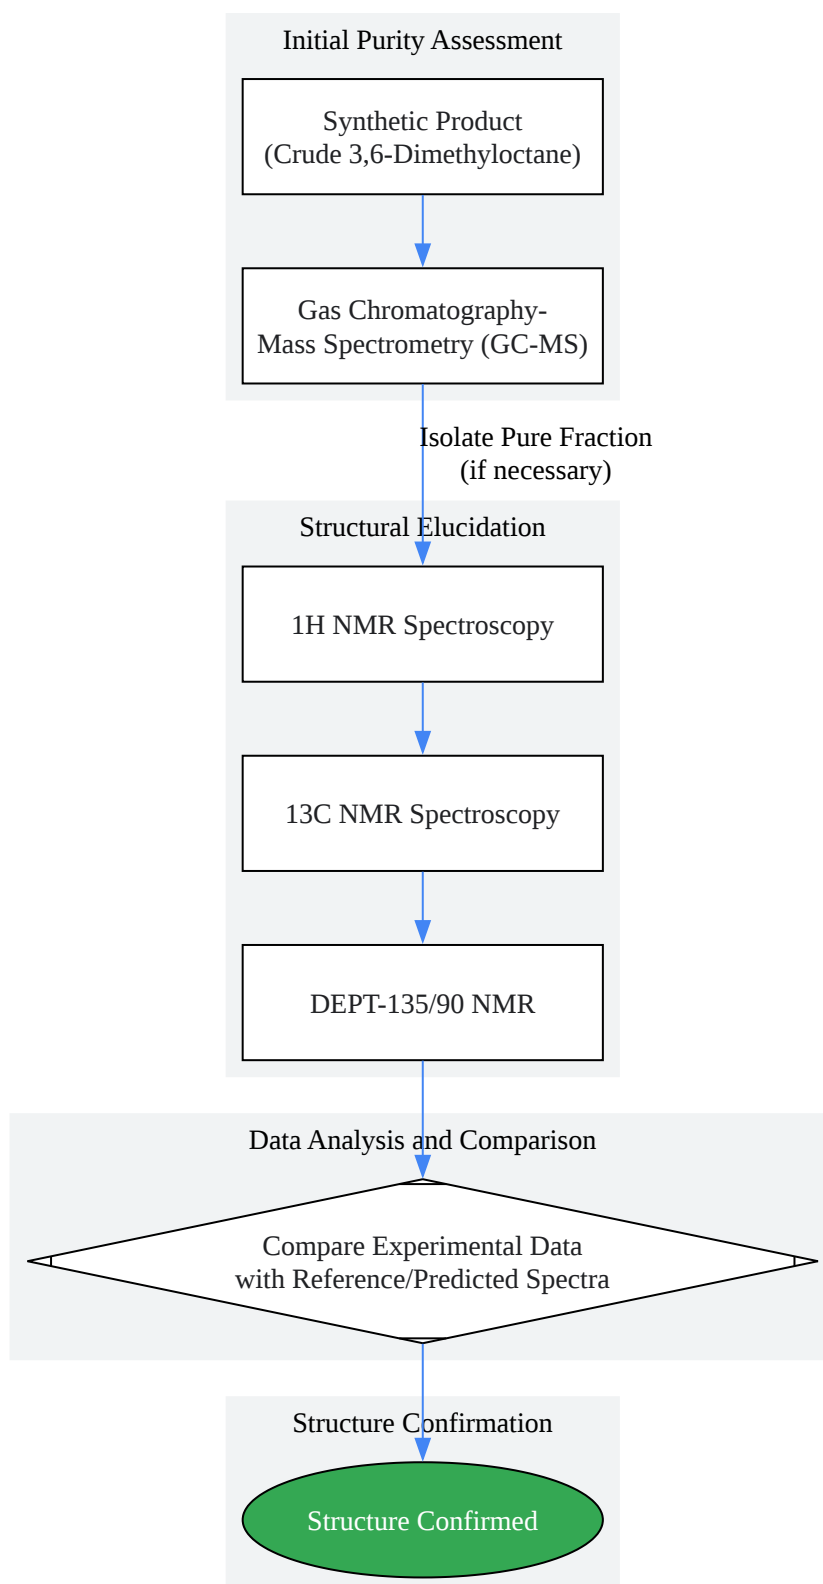 Initial Purity Assessment
Synthetic Product
(Crude 3,6-Dimethyloctane)
Gas Chromatography-
Mass Spectrometry (GC-MS)
Isolate Pure Fraction
(if necessary)
Structural Elucidation
1H NMR Spectroscopy
13C NMR Spectroscopy
DEPT-135/90 NMR
Data Analysis and Comparison
Compare Experimental Data
with Reference/Predicted Spectra
Structure Confirmation
Structure Confirmed